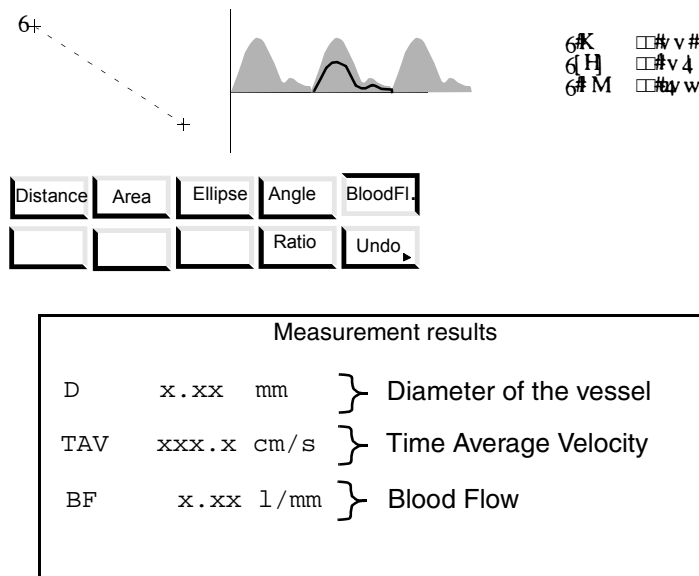 6
Distance Area Ellipse Angle BloodFl.
Ratio Undo
Measurement results
D x.xx mm } Diameter of the vessel
TAV xxx.x cm/s } Time Average Velocity
BF x.xx l/mm } Blood Flow